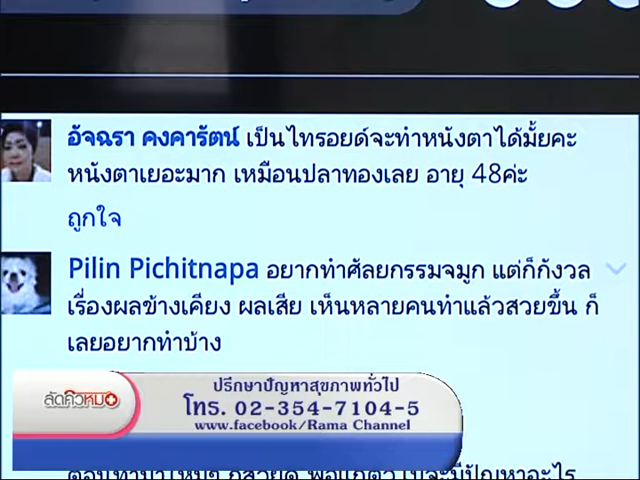 อัจฉรา คงคารัตน์ เป็นไทรอยด์จะทำหนังตาได้มั้ยคะ
หนังตาเยอะมาก เหมือนปลาทองเลย อายุ 48ค่ะ
ถูกใจ
Pilin Pichitnapa อยากทำศัลยกรรมจมูก แต่ก็กังวล
เรื่องผลข้างเคียง ผลเสีย เห็นหลายคนทำแล้วสวยขึ้น ก็
เลยอยากทำบ้าง
ลัดคิวหมอ
ปรึกษาปัญหาสุขภาพทั่วไป
โทร. 02-354-7104-5
www.facebook/Rama Channel